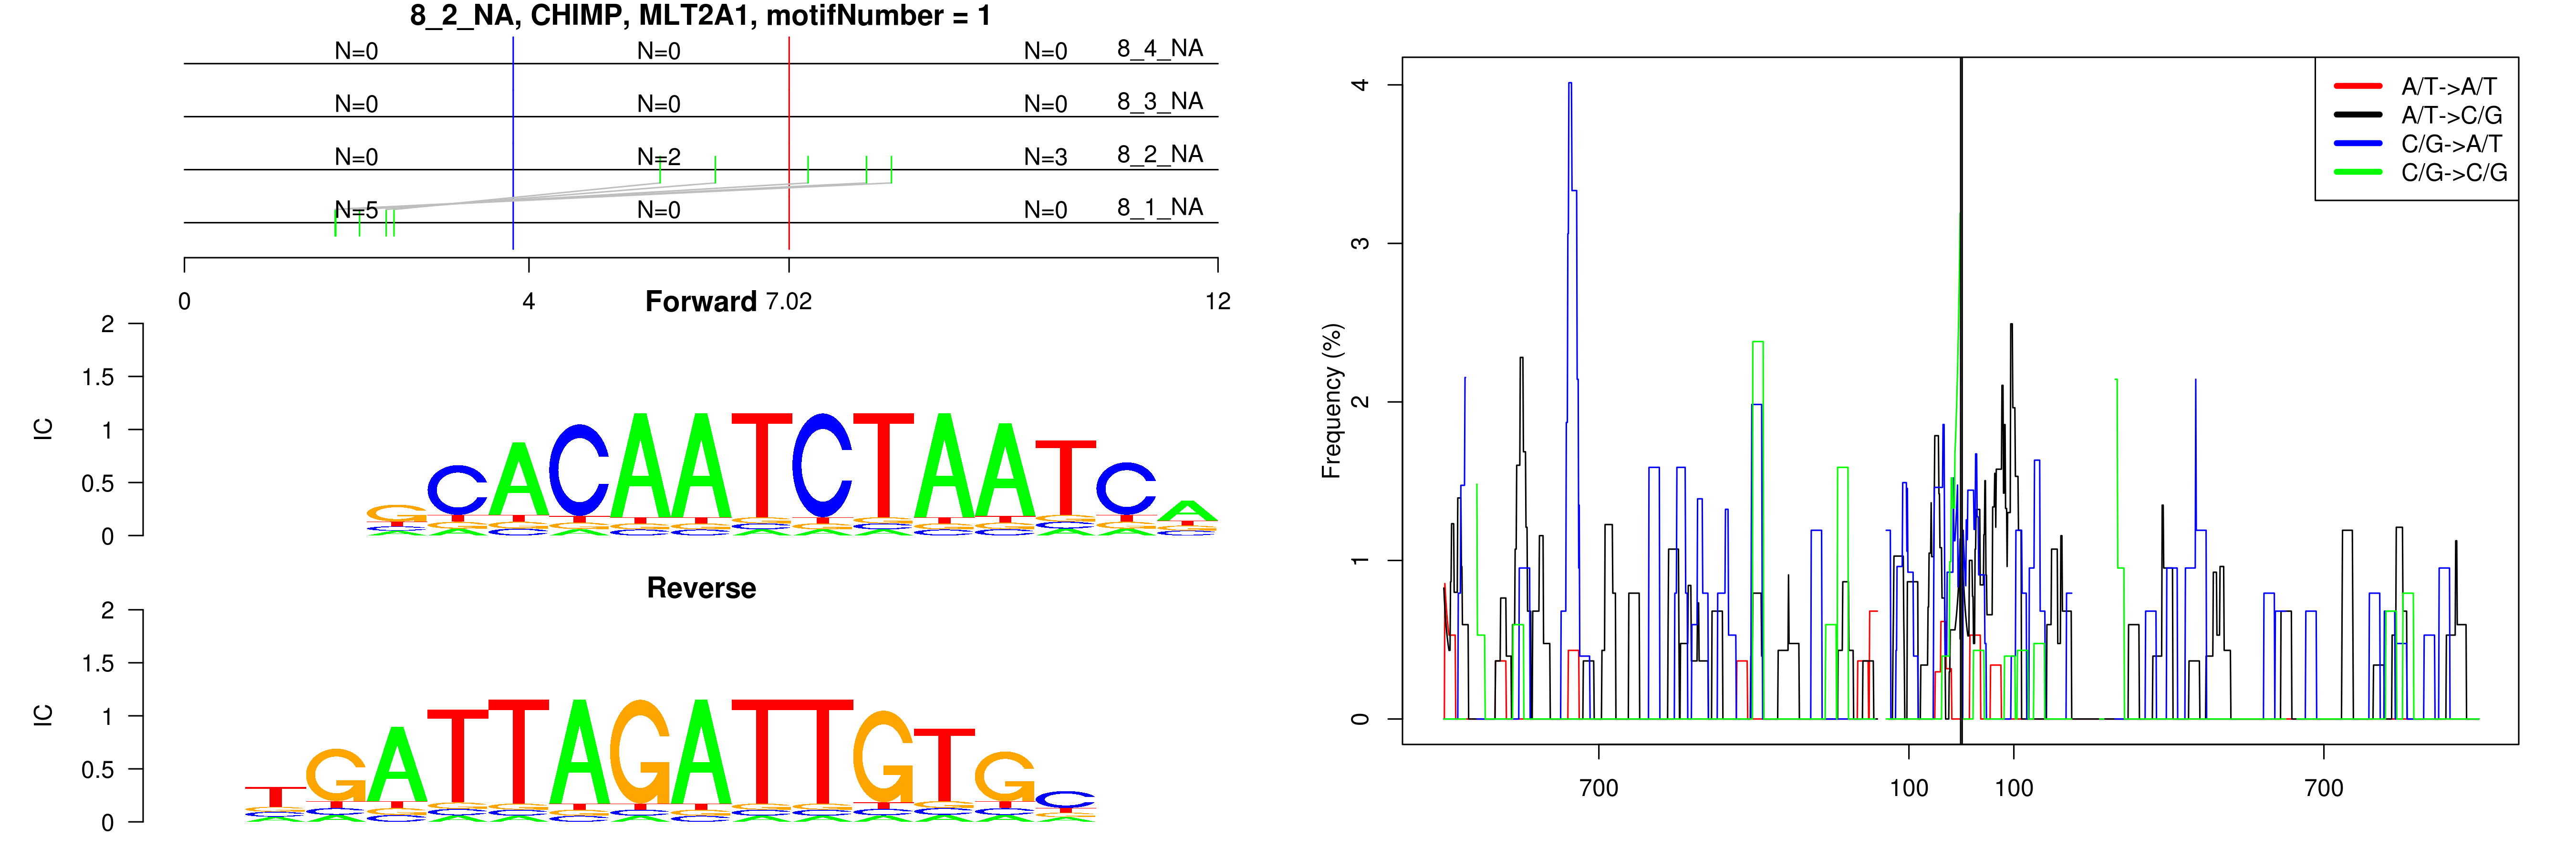 8_2_NA, CHIMP, MLT2A1, motifNumber = 1
N=0 N=0 N=0 8_4_NA
N=0 N=0 N=0 8_3_NA
N=0 N=2 N=3 8_2_NA
N=5 N=0 N=0 8_1_NA
0 4 7.02 12
Forward
IC
2
1.5
1
0.5
0
GCACAATCTAATCA
Reverse
IC
2
1.5
1
0.5
0
TGATTAGATTGTGC
Frequency (%)
4
3
2
1
0
700 100 100 700
A/T->A/T
A/T->C/G
C/G->A/T
C/G->C/G